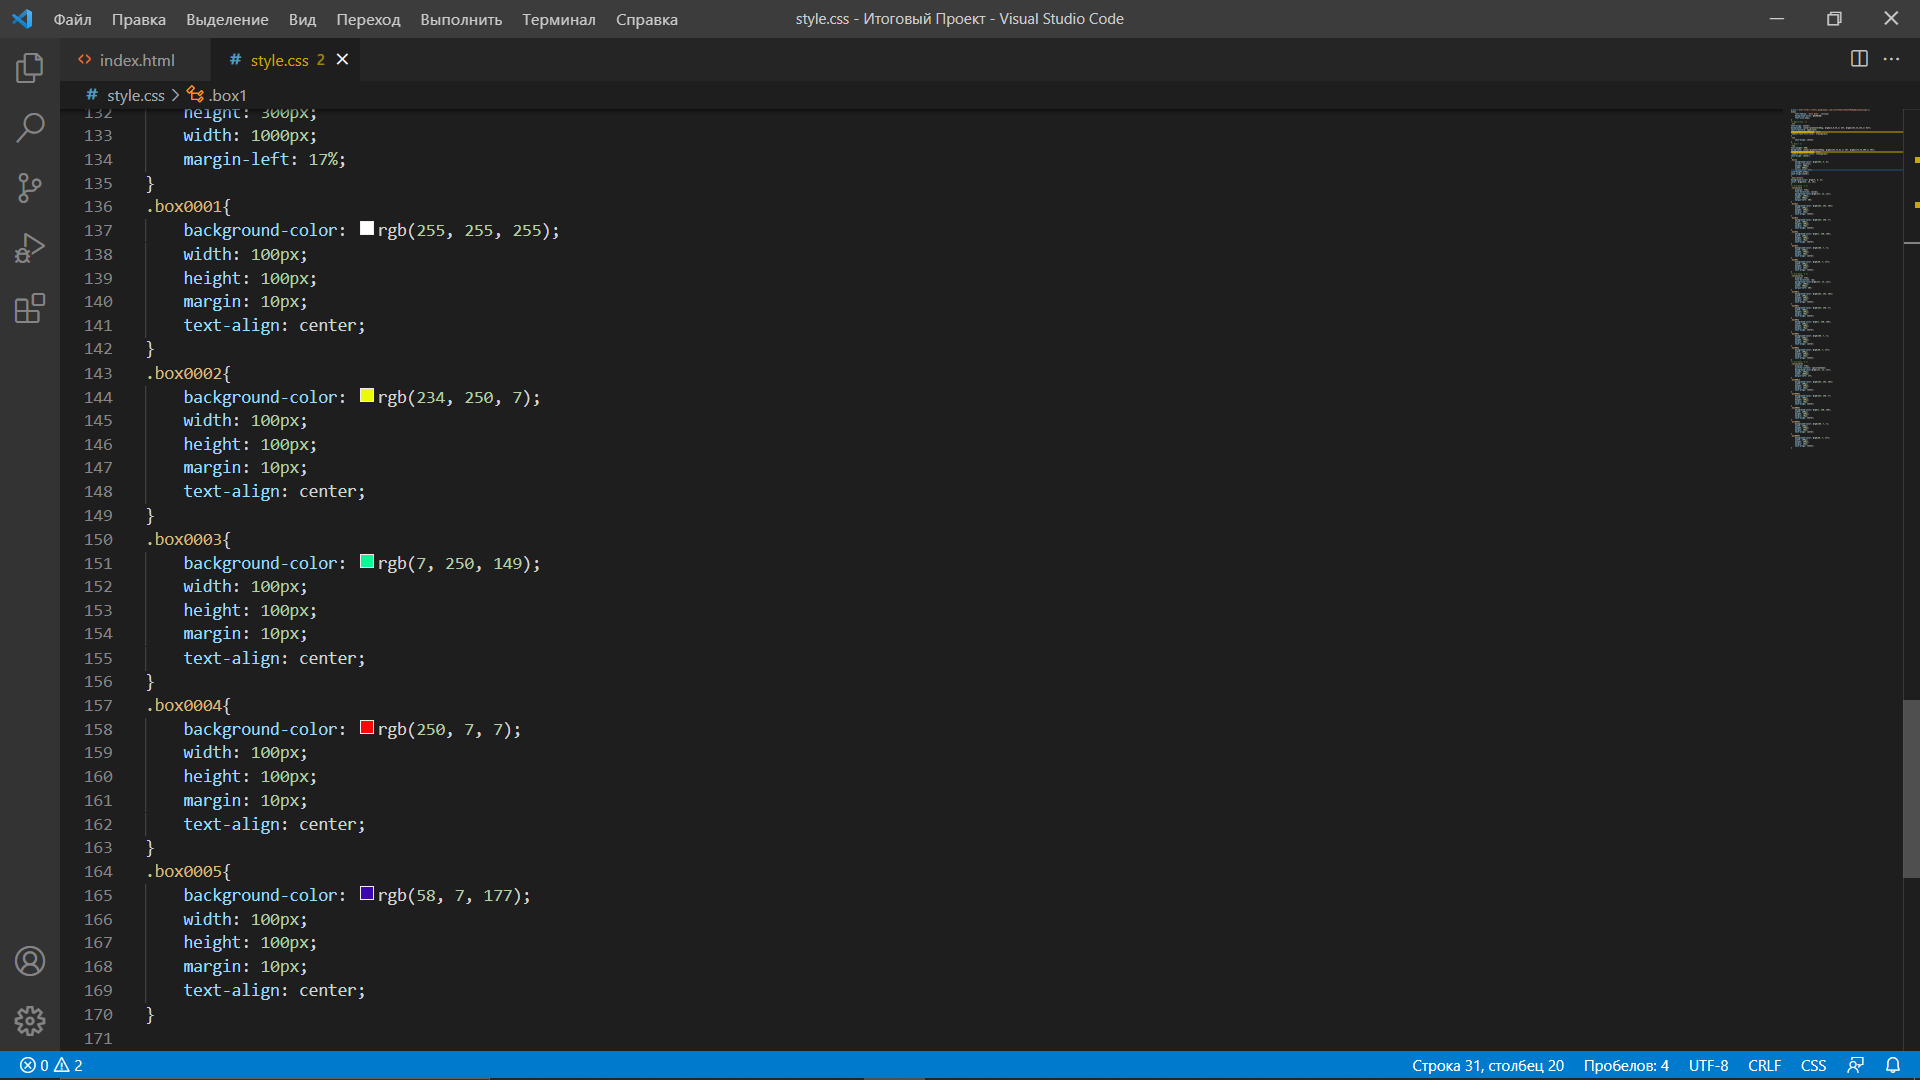 Файл Правка Выделение Вид Переход Выполнить Терминал Справка
style.css - Итоговый Проект - Visual Studio Code
index.html
# style.css 2
# style.css > .box1
132 height: 300px;
133 width: 1000px;
134 margin-left: 17%;
135 }
136 .box0001{
137 background-color: rgb(255, 255, 255);
138 width: 100px;
139 height: 100px;
140 margin: 10px;
141 text-align: center;
142 }
143 .box0002{
144 background-color: rgb(234, 250, 7);
145 width: 100px;
146 height: 100px;
147 margin: 10px;
148 text-align: center;
149 }
150 .box0003{
151 background-color: rgb(7, 250, 149);
152 width: 100px;
153 height: 100px;
154 margin: 10px;
155 text-align: center;
156 }
157 .box0004{
158 background-color: rgb(250, 7, 7);
159 width: 100px;
160 height: 100px;
161 margin: 10px;
162 text-align: center;
163 }
164 .box0005{
165 background-color: rgb(58, 7, 177);
166 width: 100px;
167 height: 100px;
168 margin: 10px;
169 text-align: center;
170 }
171
0 2
Строка 31, столбец 20 Пробелов: 4 UTF-8 CRLF CSS